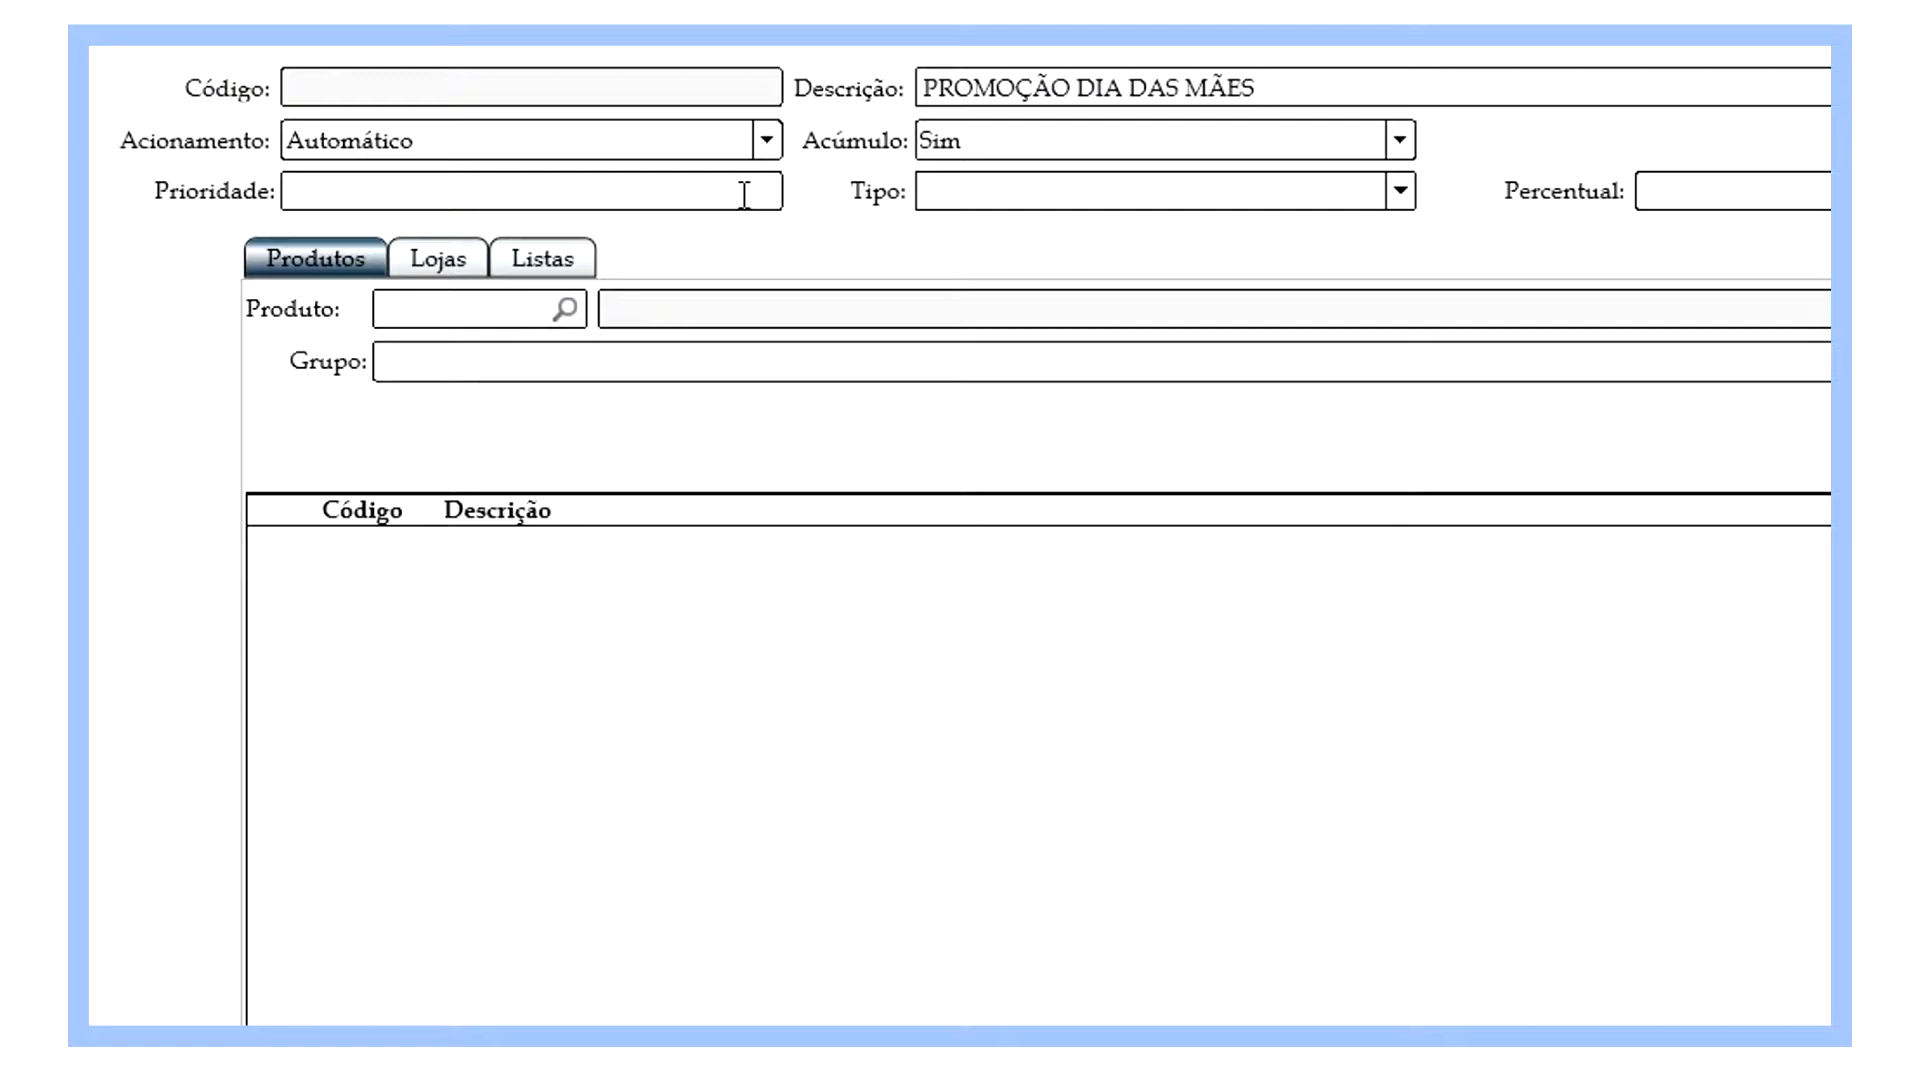 Código: Descrição: PROMOÇÃO DIA DAS MÃES
Acionamento: Automático Acúmulo: Sim
Prioridade: Tipo: Percentual:
Produtos Lojas Listas
Produto:
Grupo:
Código Descrição